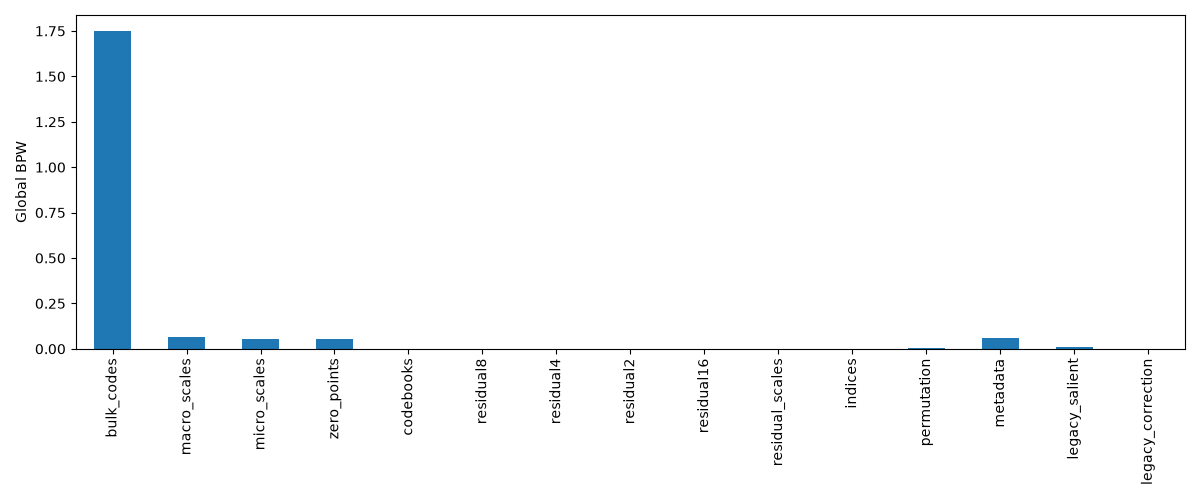 Global BPW
1.75
1.50
1.25
1.00
0.75
0.50
0.25
0.00
bulk_codes
macro_scales
micro_scales
zero_points
codebooks
residual8
residual4
residual2
residual16
residual_scales
indices
permutation
metadata
legacy_salient
legacy_correction